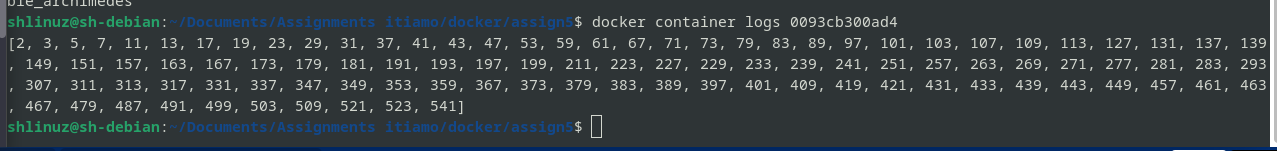 ble_archimedes
shlinuz@sh-debian:~/Documents/Assignments itiamo/docker/assign5$ docker container logs 0093cb300ad4
[2, 3, 5, 7, 11, 13, 17, 19, 23, 29, 31, 37, 41, 43, 47, 53, 59, 61, 67, 71, 73, 79, 83, 89, 97, 101, 103, 107, 109, 113, 127, 131, 137, 139
, 149, 151, 157, 163, 167, 173, 179, 181, 191, 193, 197, 199, 211, 223, 227, 229, 233, 239, 241, 251, 257, 263, 269, 271, 277, 281, 283, 293
, 307, 311, 313, 317, 331, 337, 347, 349, 353, 359, 367, 373, 379, 383, 389, 397, 401, 409, 419, 421, 431, 433, 439, 443, 449, 457, 461, 463
, 467, 479, 487, 491, 499, 503, 509, 521, 523, 541]
shlinuz@sh-debian:~/Documents/Assignments itiamo/docker/assign5$